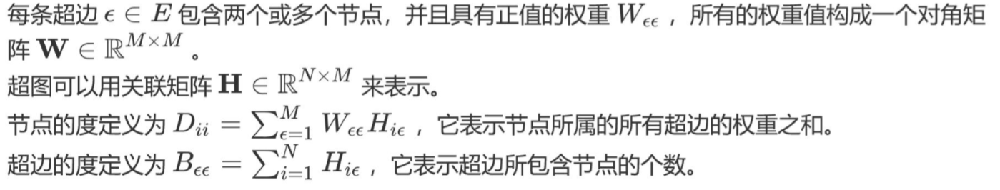 每条超边 $\epsilon \in E$ 包含两个或多个节点，并且具有正值的权重 $W_{\epsilon\epsilon}$ ，所有的权重值构成一个对角矩
阵 $\mathbf{W} \in \mathbb{R}^{M \times M}$ 。
超图可以用关联矩阵 $\mathbf{H} \in \mathbb{R}^{N \times M}$ 来表示。
节点的度定义为 $D_{ii} = \sum_{\epsilon=1}^{M} W_{\epsilon\epsilon} H_{i\epsilon}$ ，它表示节点所属的所有超边的权重之和。
超边的度定义为 $B_{\epsilon\epsilon} = \sum_{i=1}^{N} H_{i\epsilon}$ ，它表示超边所包含节点的个数。